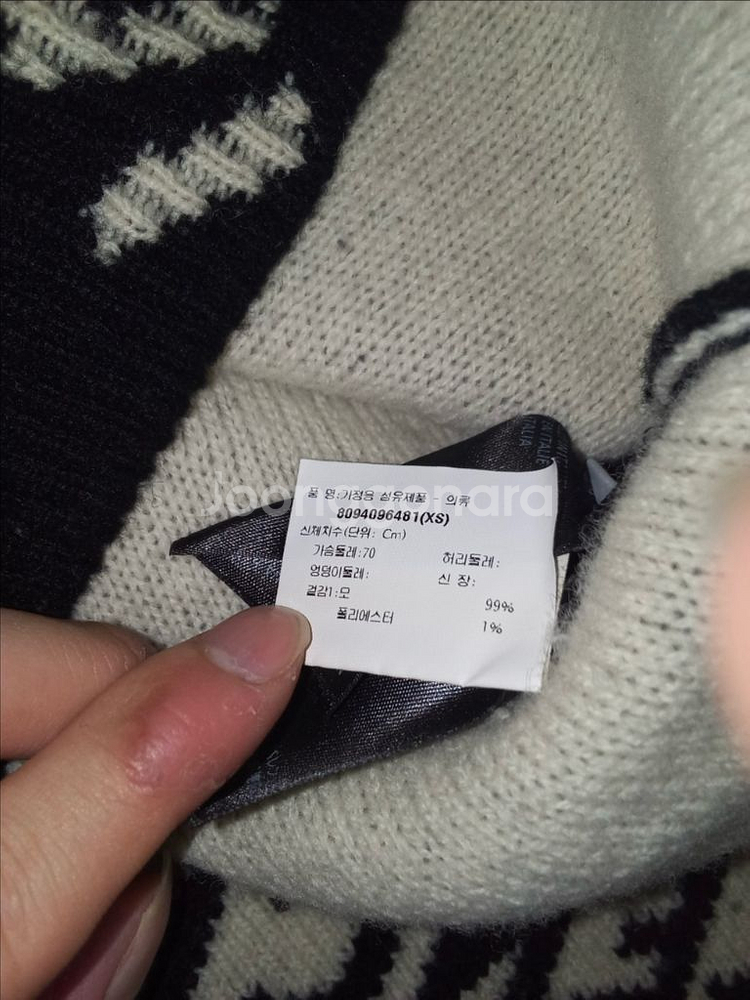 TALIA
Joonggonara
품 명:가정용 섬유제품 - 의류
8094096481(XS)
신체치수(단위: Cm)
가슴둘레:70 허리둘레:
엉덩이둘레: 신 장:
겉감1:모 99%
폴리에스터 1%